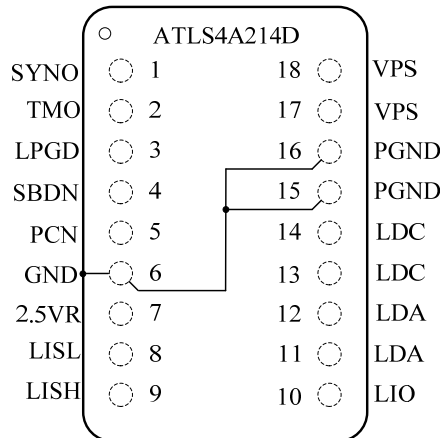 ATLS4A214D
SYNO 1 18 VPS
TMO 2 17 VPS
LPGD 3 16 PGND
SBDN 4 15 PGND
PCN 5 14 LDC
GND 6 13 LDC
2.5VR 7 12 LDA
LISL 8 11 LDA
LISH 9 10 LIO